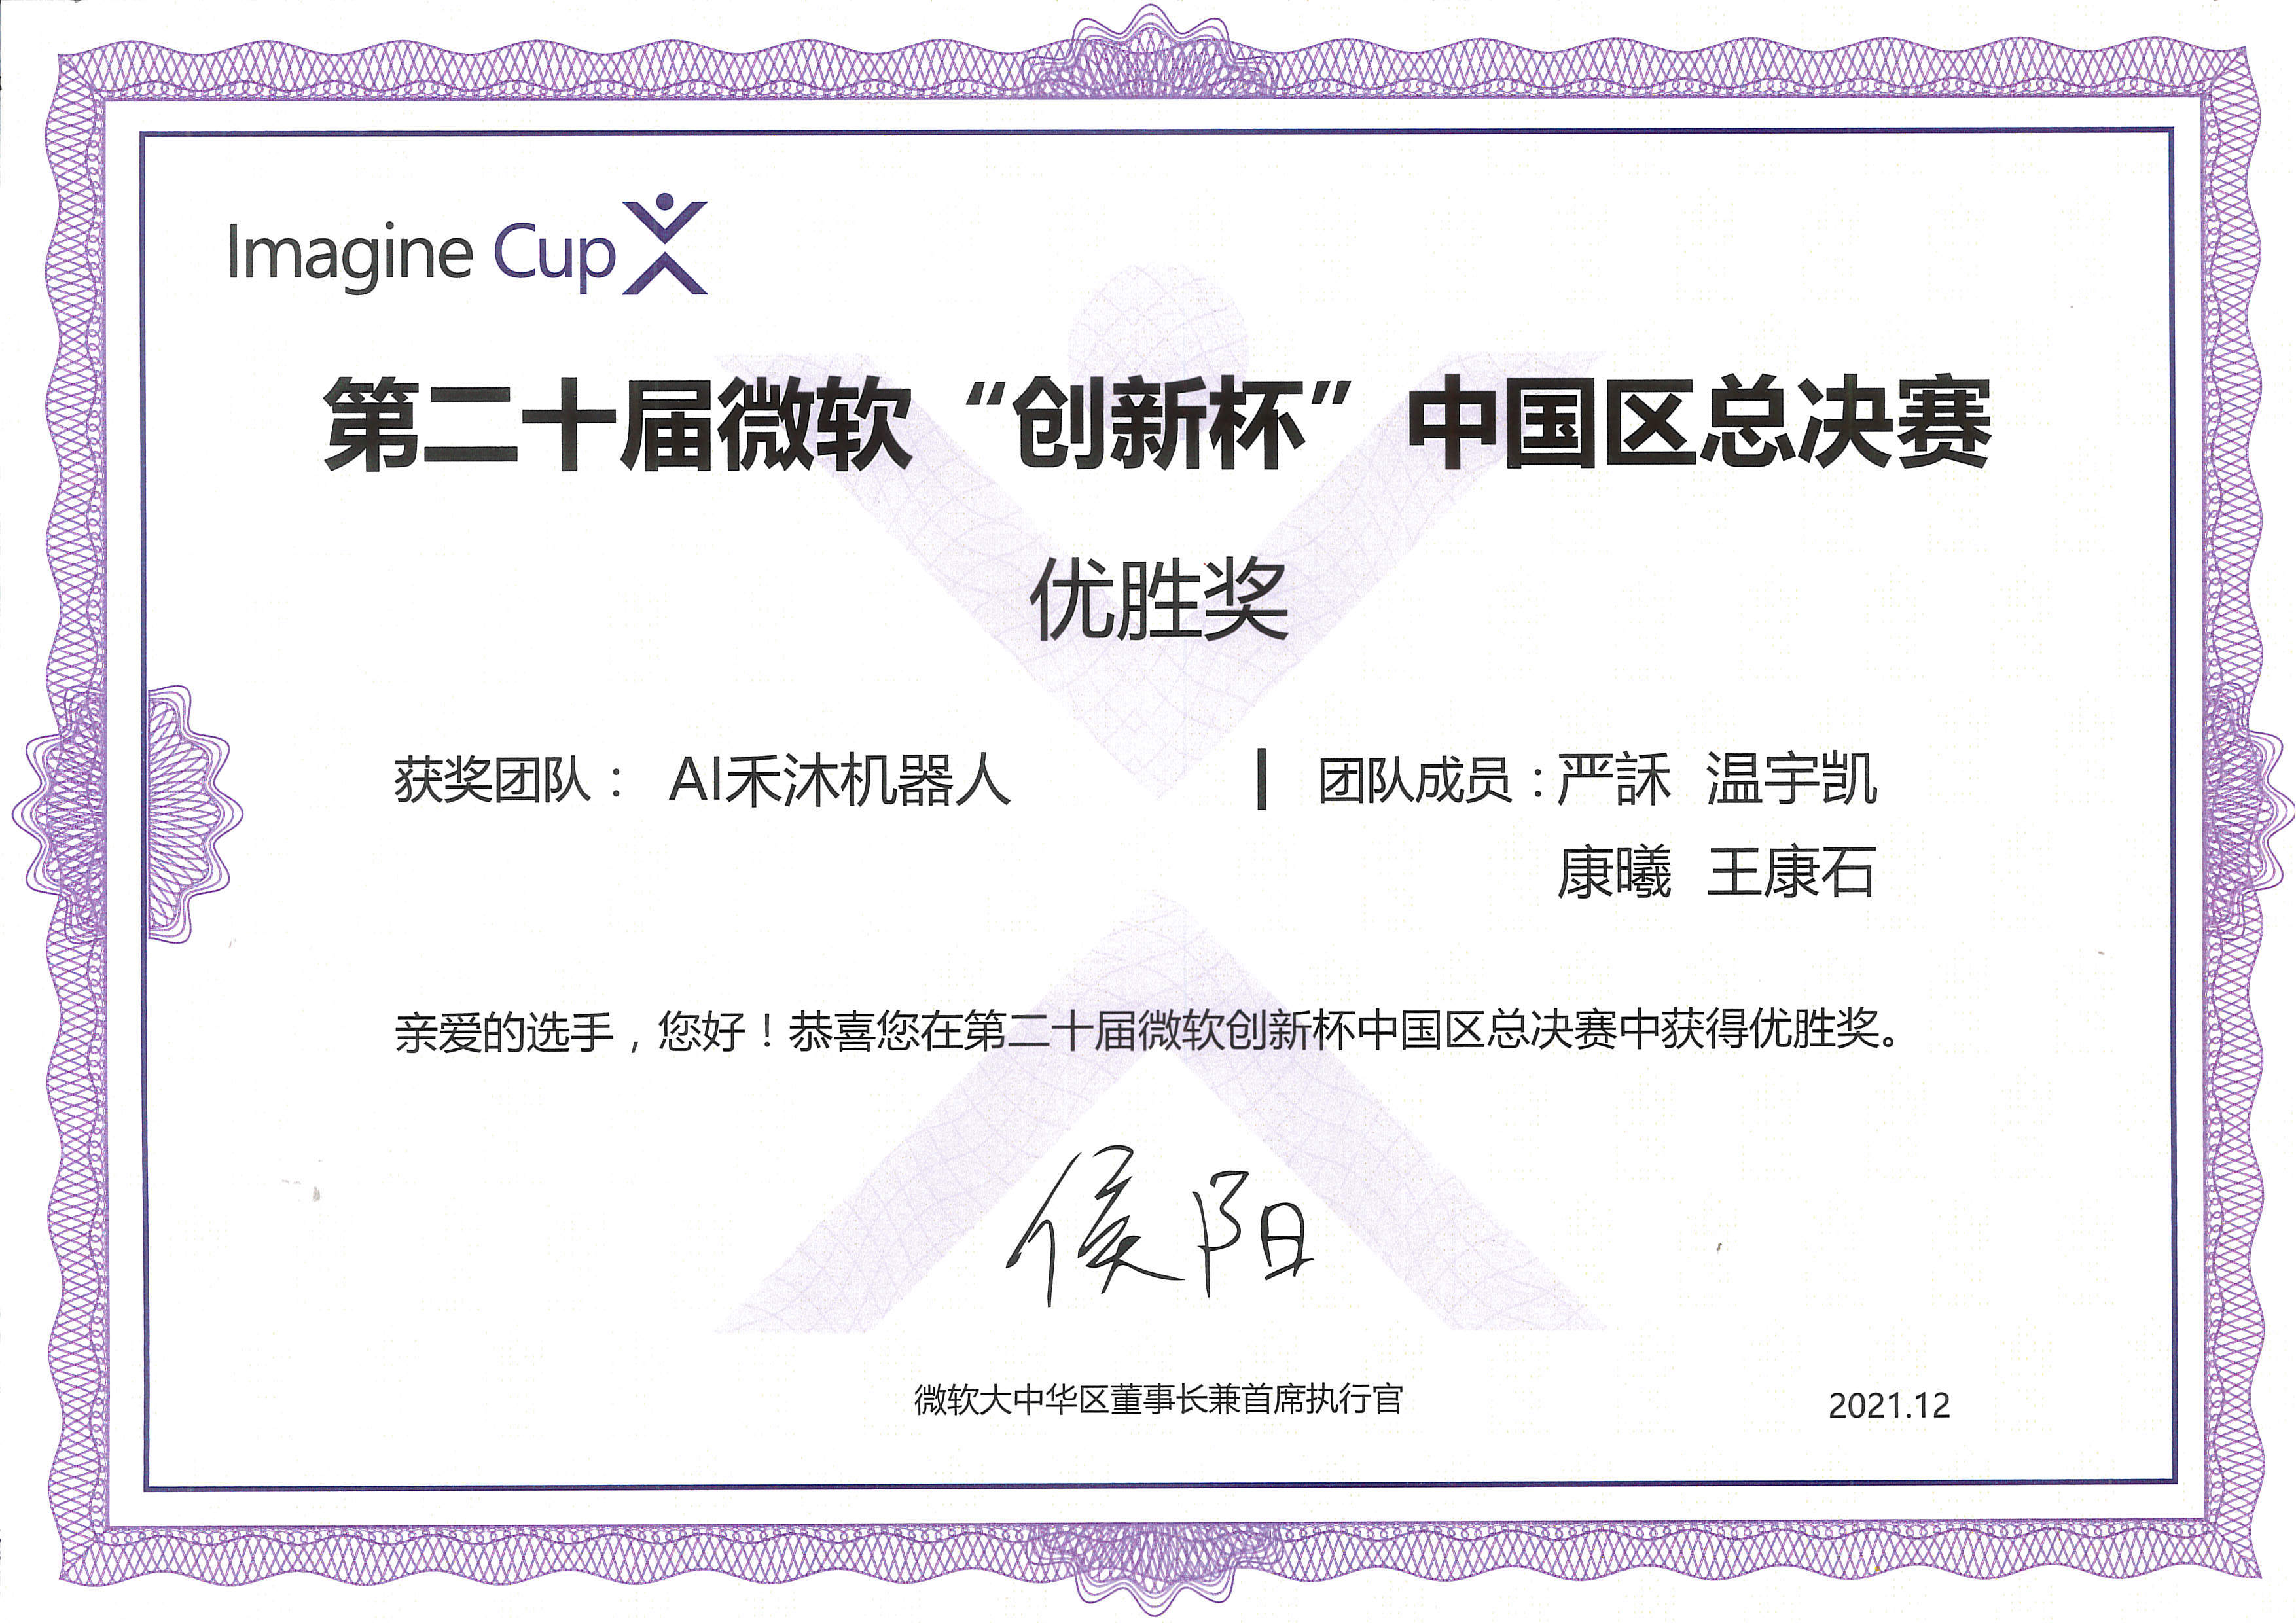 Imagine Cup
第二十届微软“创新杯”中国区总决赛
优胜奖
获奖团队： AI禾沐机器人 | 团队成员：严訸 温宇凯
康曦 王康石
亲爱的选手，您好！恭喜您在第二十届微软创新杯中国区总决赛中获得优胜奖。
侯阳
微软大中华区董事长兼首席执行官
2021.12